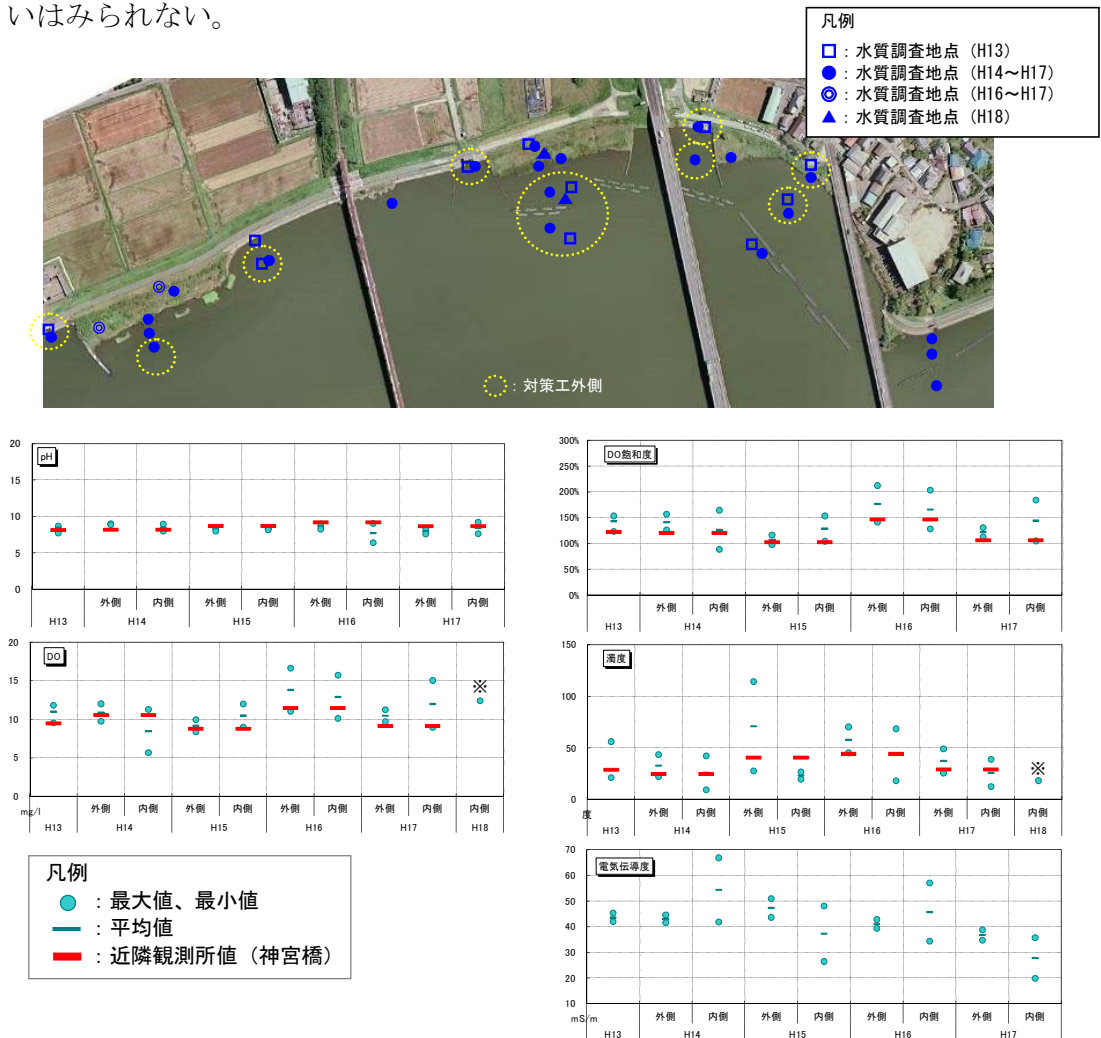 いはみられない。
凡例
□：水質調査地点（H13）
●：水質調査地点（H14～H17）
◎：水質調査地点（H16～H17）
▲：水質調査地点（H18）
：対策工外側
pH
20
15
10
5
0
外側 内側 外側 内側 外側 内側 外側 内側
H13 H14 H15 H16 H17
DO飽和度
300%
250%
200%
150%
100%
50%
0%
外側 内側 外側 内側 外側 内側 外側 内側
H13 H14 H15 H16 H17
DO
20
15
10
5
0
※
mg/l
外側 内側 外側 内側 外側 内側 外側 内側 内側
H13 H14 H15 H16 H17 H18
濁度
150
100
50
0
※
度
外側 内側 外側 内側 外側 内側 外側 内側 内側
H13 H14 H15 H16 H17 H18
凡例
：最大値、最小値
：平均値
：近隣観測所値（神宮橋）
電気伝導度
70
60
50
40
30
20
10
mS/m
外側 内側 外側 内側 外側 内側 外側 内側
H13 H14 H15 H16 H17